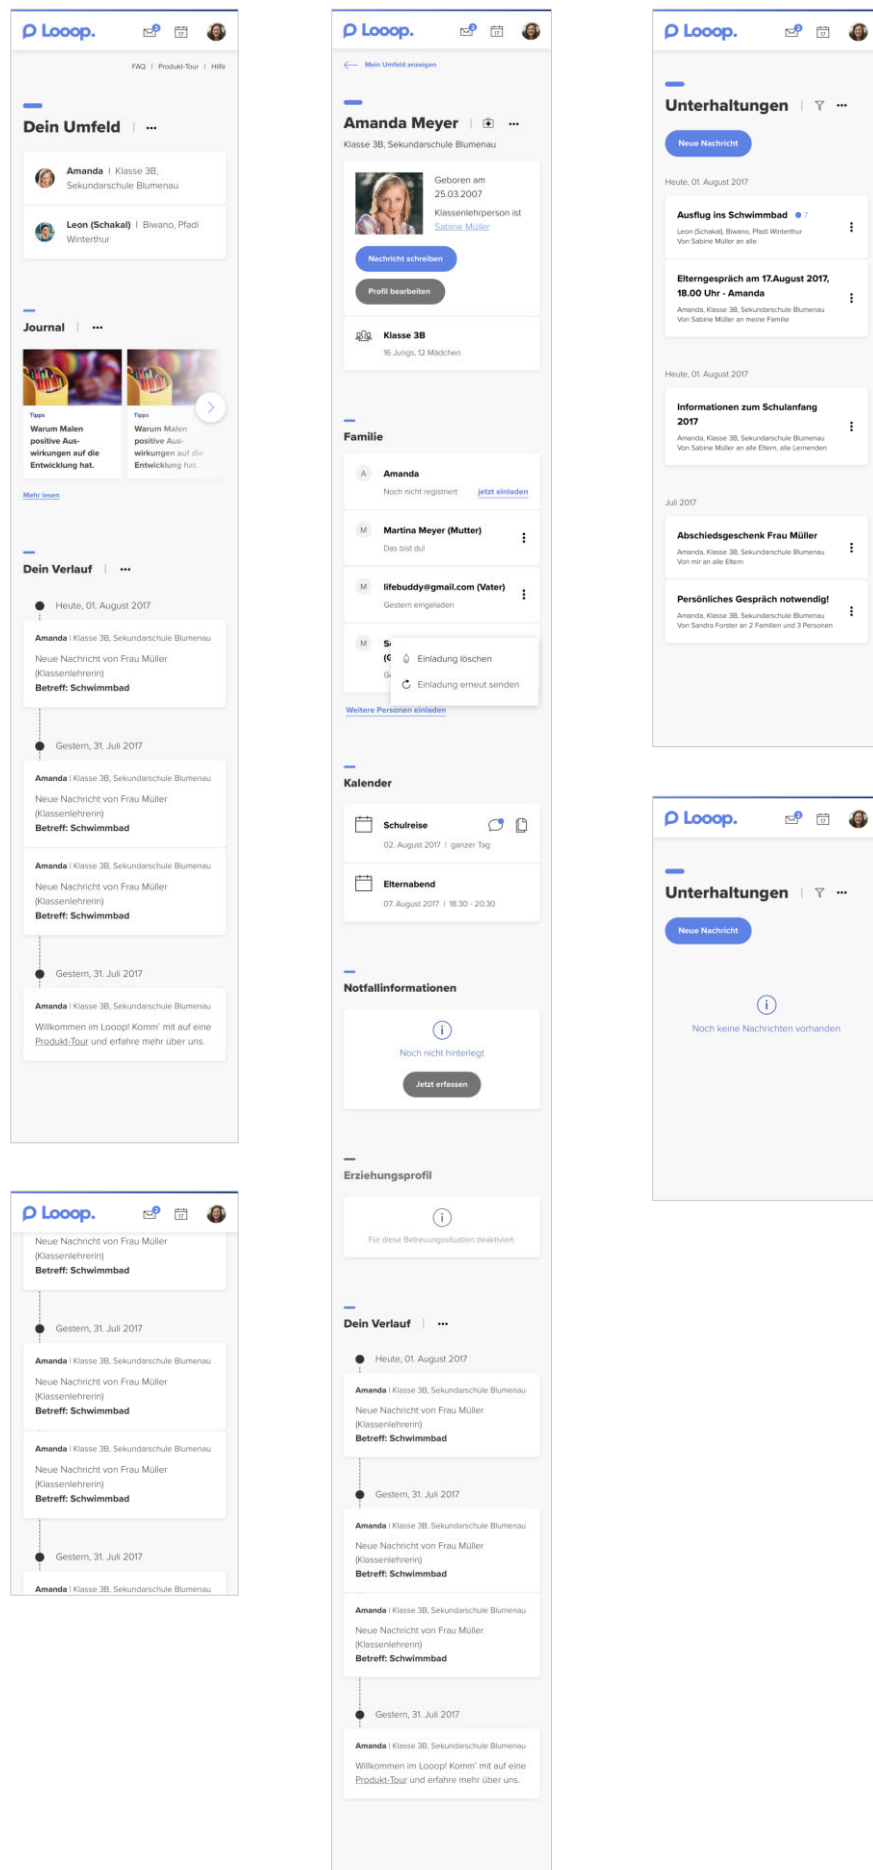 Looop.
2
17
FAQ | Produkt-Tour | Hilfe
Dein Umfeld
Amanda | Klasse 3B,
Sekundarschule Blumenau
Leon (Schakal) | Biwano, Pfadi
Winterthur
Journal
Tipps
Warum Malen
positive Aus-
wirkungen auf die
Entwicklung hat.
Tipps
Warum Malen
positive Aus-
wirkungen auf die
Entwicklung hat.
Mehr lesen
Dein Verlauf
Heute, 01. August 2017
Amanda | Klasse 3B, Sekundarschule Blumenau
Neue Nachricht von Frau Müller
(Klassenlehrerin)
Betreff: Schwimmbad
Gestern, 31. Juli 2017
Amanda | Klasse 3B, Sekundarschule Blumenau
Neue Nachricht von Frau Müller
(Klassenlehrerin)
Betreff: Schwimmbad
Amanda | Klasse 3B, Sekundarschule Blumenau
Neue Nachricht von Frau Müller
(Klassenlehrerin)
Betreff: Schwimmbad
Gestern, 31. Juli 2017
Amanda | Klasse 3B, Sekundarschule Blumenau
Willkommen im Looop! Komm' mit auf eine
Produkt-Tour und erfahre mehr über uns.
Looop.
2
17
Neue Nachricht von Frau Müller
(Klassenlehrerin)
Betreff: Schwimmbad
Gestern, 31. Juli 2017
Amanda | Klasse 3B, Sekundarschule Blumenau
Neue Nachricht von Frau Müller
(Klassenlehrerin)
Betreff: Schwimmbad
Amanda | Klasse 3B, Sekundarschule Blumenau
Neue Nachricht von Frau Müller
(Klassenlehrerin)
Betreff: Schwimmbad
Gestern, 31. Juli 2017
Amanda | Klasse 3B, Sekundarschule Blumenau
Looop.
2
17
Mein Umfeld anzeigen
Amanda Meyer
Klasse 3B, Sekundarschule Blumenau
Geboren am
25.03.2007
Klassenlehrperson ist
Sabine Müller
Nachricht schreiben
Profil bearbeiten
Klasse 3B
16 Jungs, 12 Mädchen
Familie
A Amanda
Noch nicht registriert jetzt einladen
M Martina Meyer (Mutter)
Das bist du!
M lifebuddy@gmail.com (Vater)
Gestern eingeladen
M
Einladung löschen
Einladung erneut senden
Weitere Personen einladen
Kalender
Schulreise
02. August 2017 | ganzer Tag
Elternabend
07. August 2017 | 18.30 - 20.30
Notfallinformationen
Noch nicht hinterlegt
Jetzt erfassen
Erziehungsprofil
Für diese Betreuungssituation deaktiviert.
Dein Verlauf
Heute, 01. August 2017
Amanda | Klasse 3B, Sekundarschule Blumenau
Neue Nachricht von Frau Müller
(Klassenlehrerin)
Betreff: Schwimmbad
Gestern, 31. Juli 2017
Amanda | Klasse 3B, Sekundarschule Blumenau
Neue Nachricht von Frau Müller
(Klassenlehrerin)
Betreff: Schwimmbad
Amanda | Klasse 3B, Sekundarschule Blumenau
Neue Nachricht von Frau Müller
(Klassenlehrerin)
Betreff: Schwimmbad
Gestern, 31. Juli 2017
Amanda | Klasse 3B, Sekundarschule Blumenau
Willkommen im Looop! Komm' mit auf eine
Produkt-Tour und erfahre mehr über uns.
Looop.
2
17
Unterhaltungen
Neue Nachricht
Heute, 01. August 2017
Ausflug ins Schwimmbad 7
Leon (Schakal), Biwano, Pfadi Winterthur
Von Sabine Müller an alle
Elterngespräch am 17.August 2017,
18.00 Uhr - Amanda
Amanda, Klasse 3B, Sekundarschule Blumenau
Von Sabine Müller an meine Familie
Heute, 01. August 2017
Informationen zum Schulanfang
2017
Amanda, Klasse 3B, Sekundarschule Blumenau
Von Sabine Müller an alle Eltern, alle Lernenden
Juli 2017
Abschiedsgeschenk Frau Müller
Amanda, Klasse 3B, Sekundarschule Blumenau
Von mir an alle Eltern
Persönliches Gespräch notwendig!
Amanda, Klasse 3B, Sekundarschule Blumenau
Von Sandra Forster an 2 Familien und 3 Personen
Looop.
2
17
Unterhaltungen
Neue Nachricht
Noch keine Nachrichten vorhanden